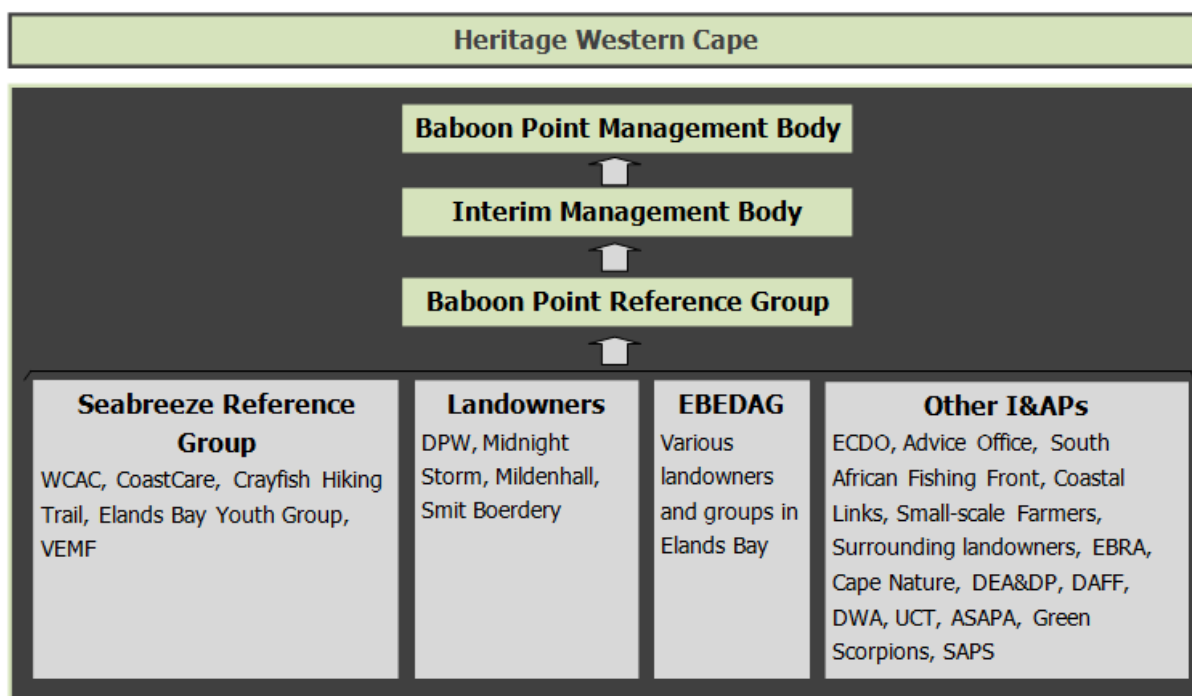 Heritage Western Cape
Baboon Point Management Body
Interim Management Body
Baboon Point Reference Group
Seabreeze Reference
Group
WCAC, CoastCare, Crayfish Hiking
Trail, Elands Bay Youth Group,
VEMF
Landowners
DPW, Midnight
Storm, Mildenhall,
Smit Boerdery
EBEDAG
Various
landowners
and groups in
Elands Bay
Other I&APs
ECDO, Advice Office, South
African Fishing Front, Coastal
Links, Small-scale Farmers,
Surrounding landowners, EBRA,
Cape Nature, DEA&DP, DAFF,
DWA, UCT, ASAPA, Green
Scorpions, SAPS